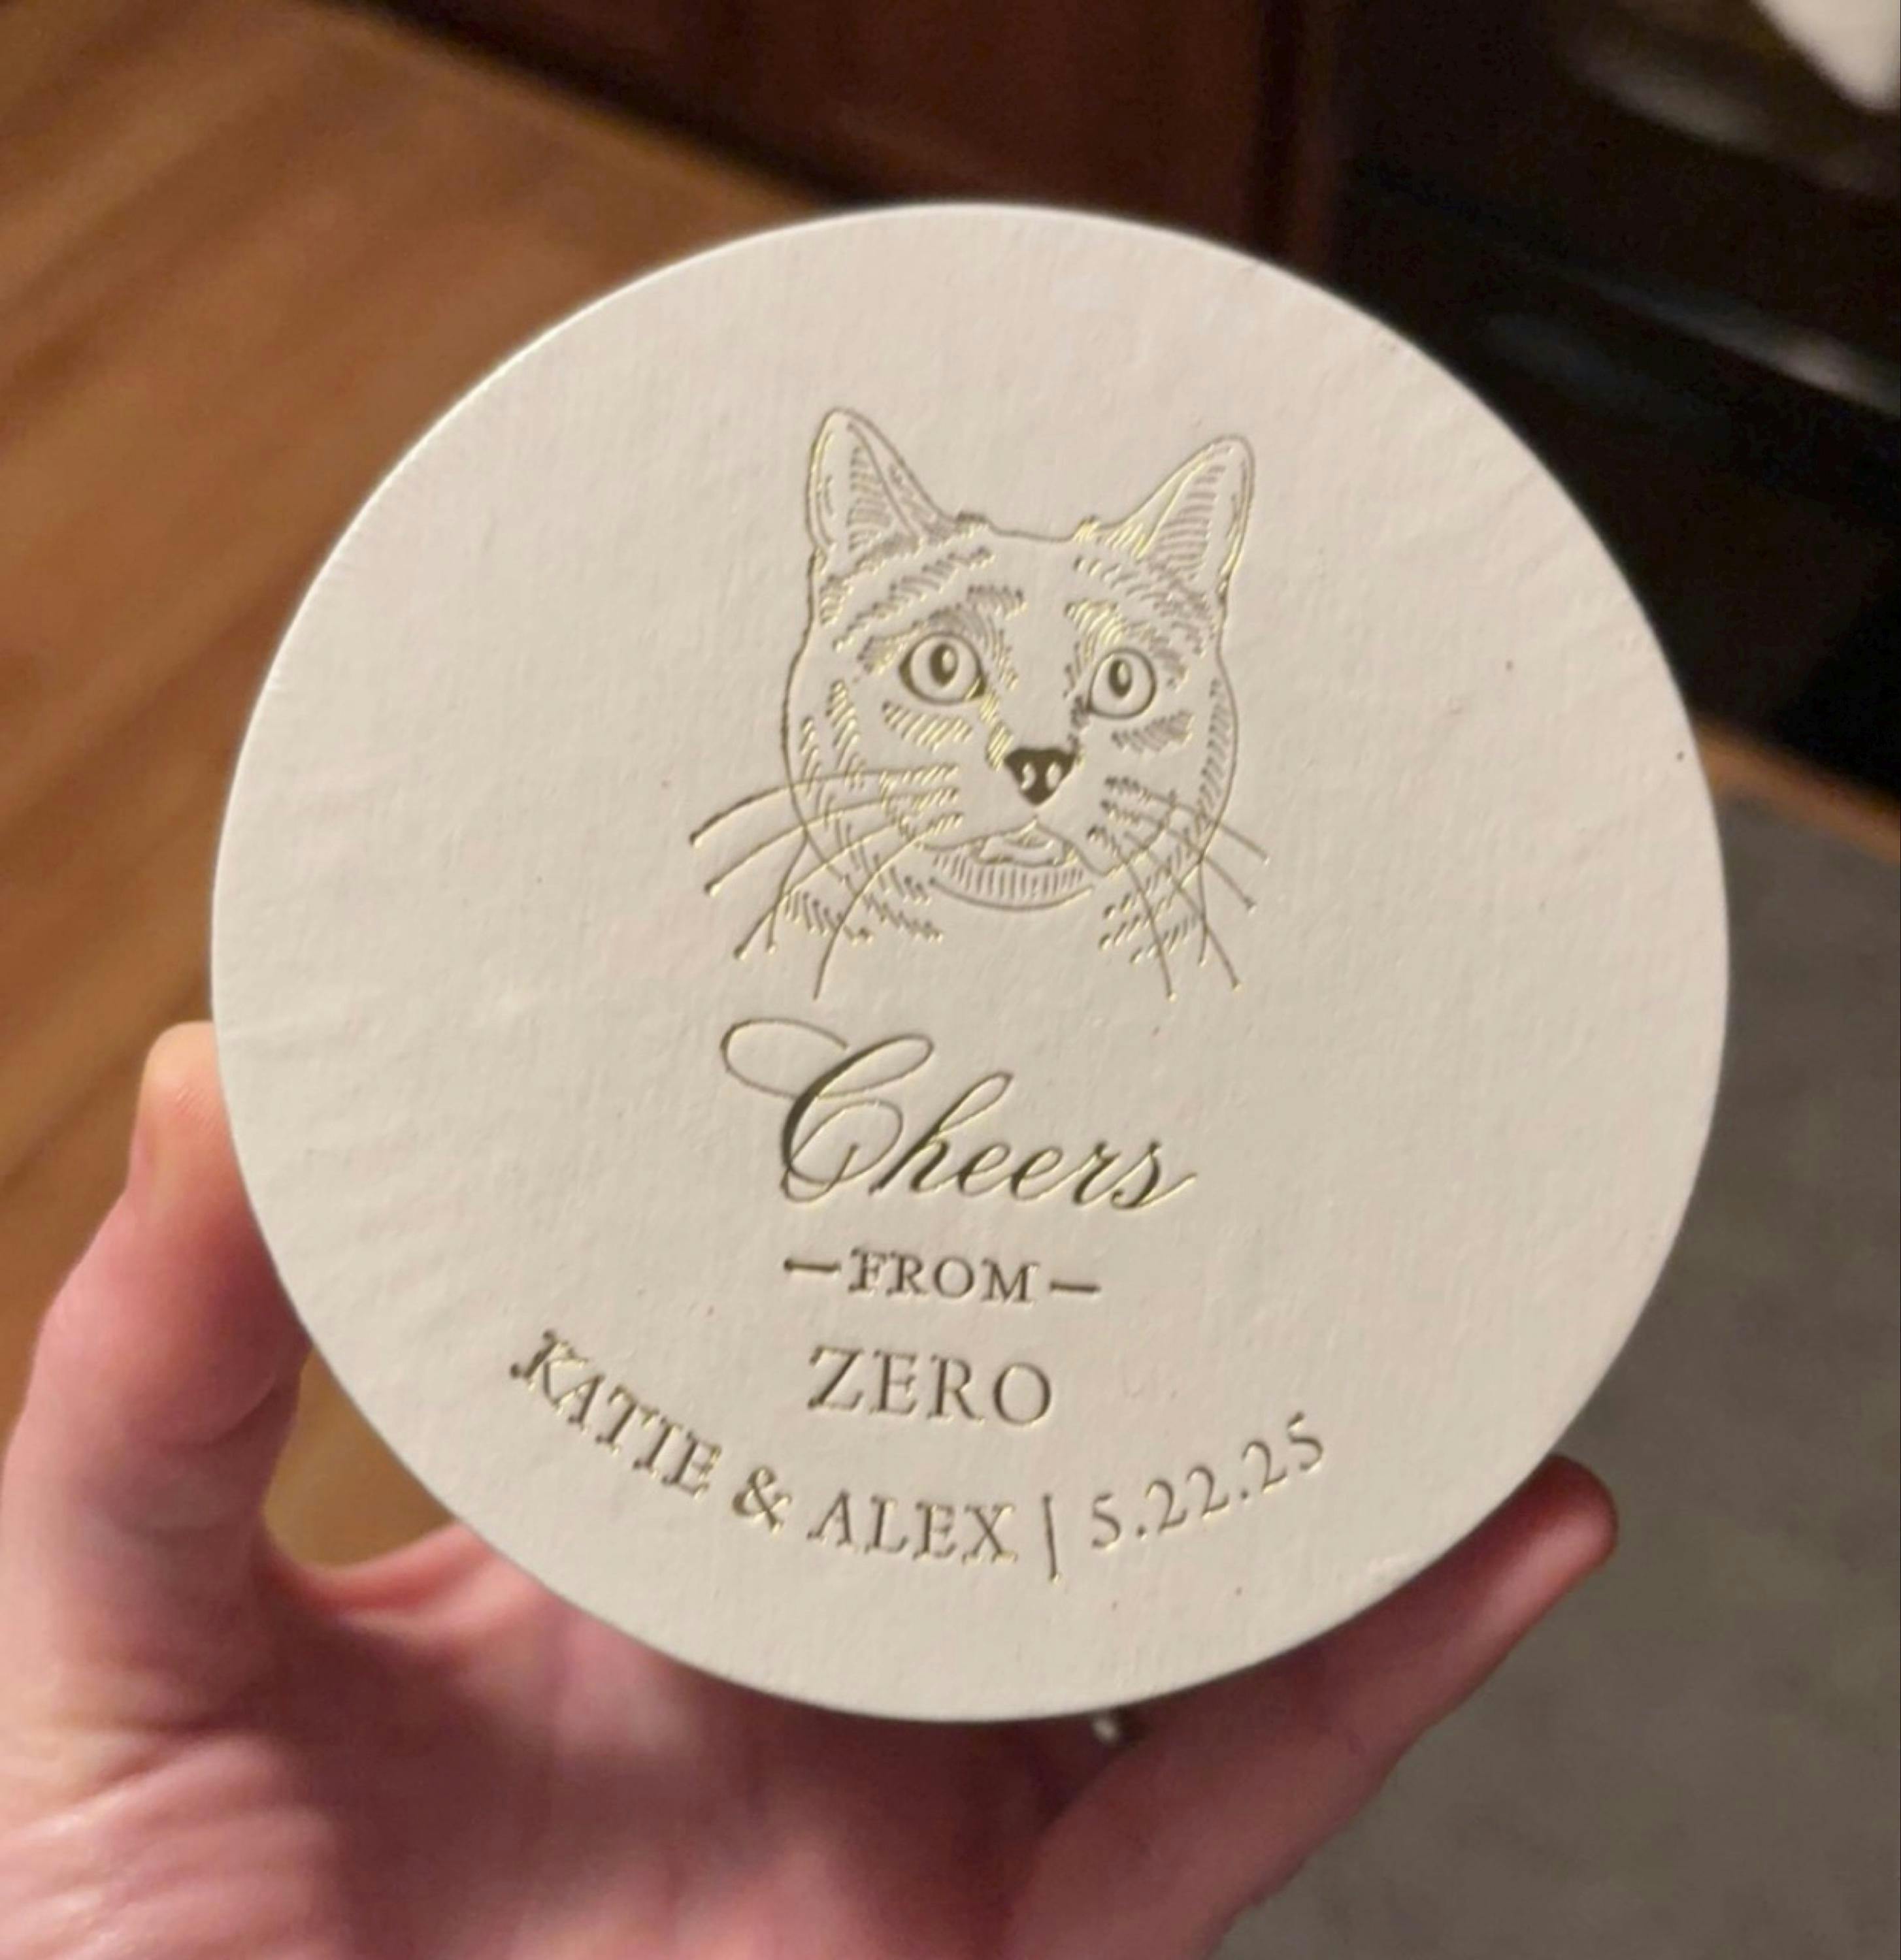 Cheers
—FROM—
ZERO
KATIE & ALEX | 5.22.25